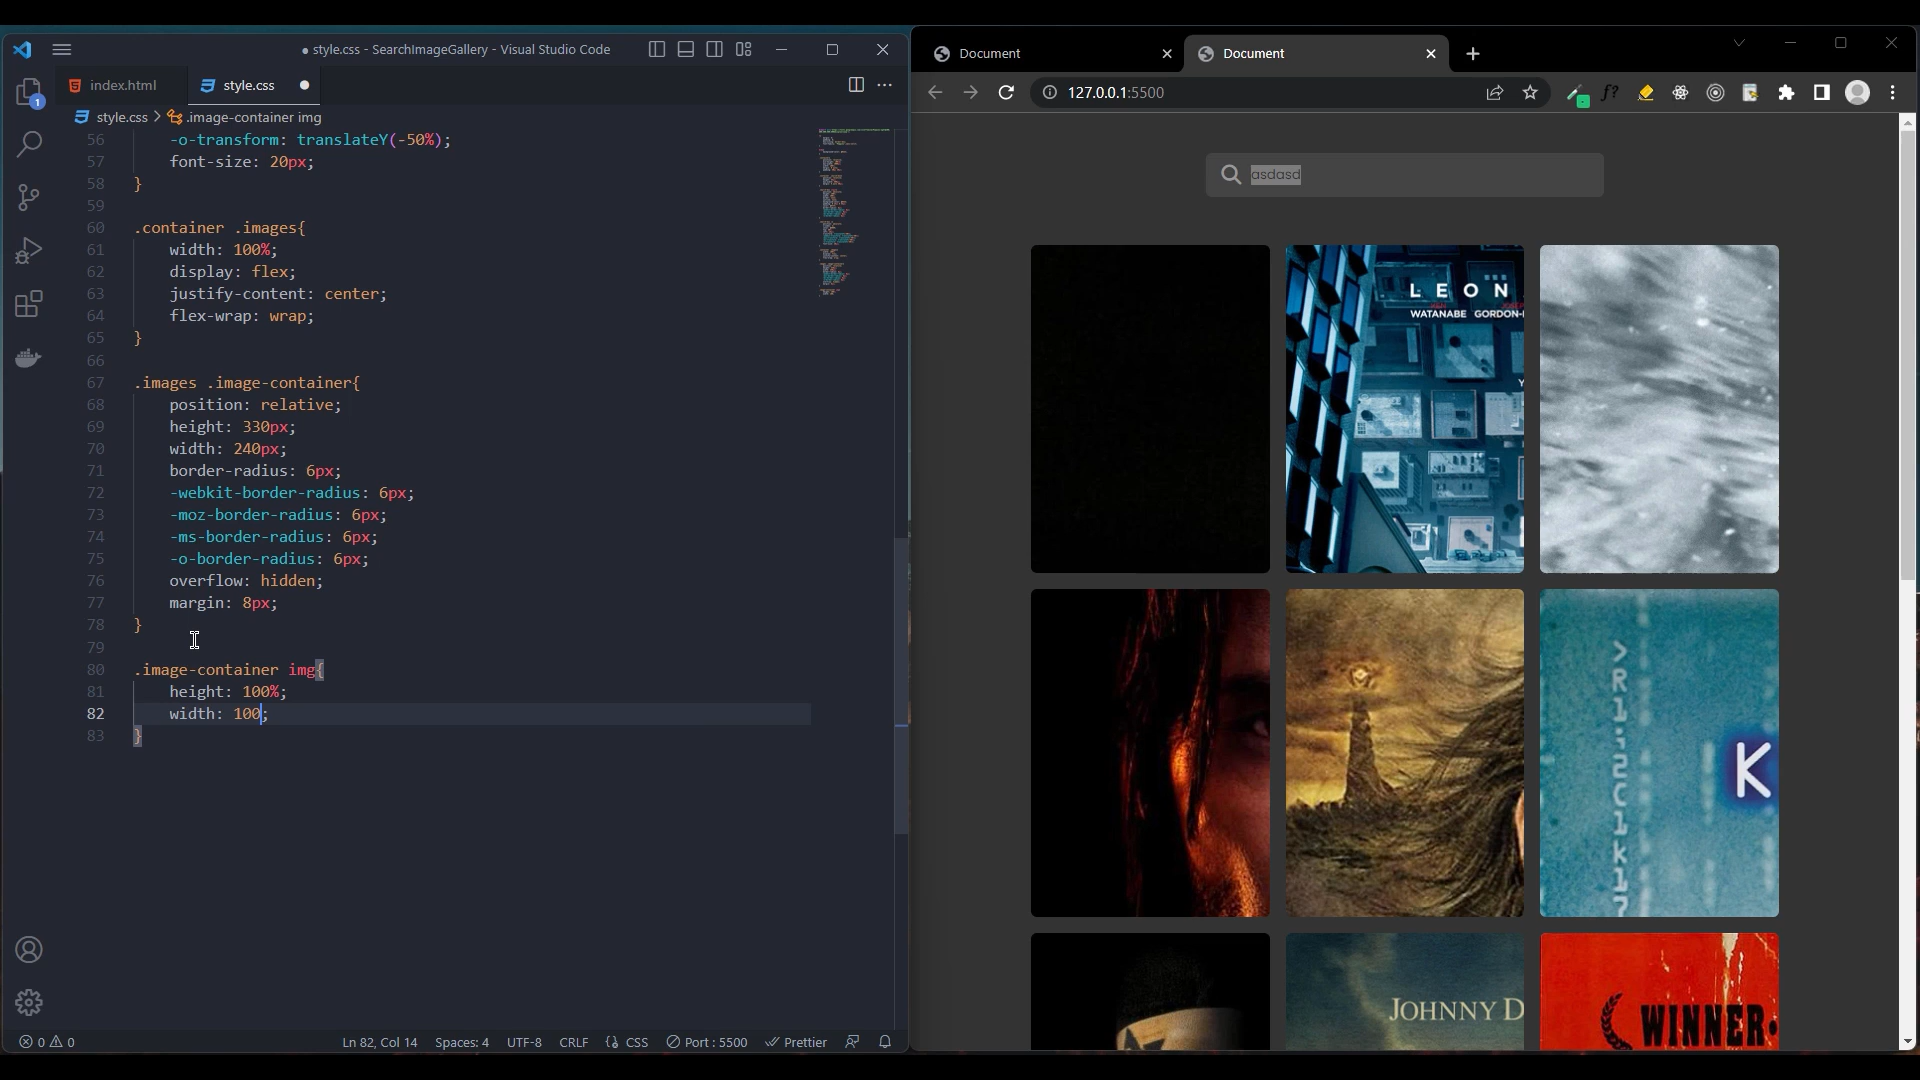 style.css - SearchImageGallery - Visual Studio Code
index.html
style.css
style.css > .image-container img
56 -o-transform: translateY(-50%);
57 font-size: 20px;
58 }
59
60 .container .images{
61 width: 100%;
62 display: flex;
63 justify-content: center;
64 flex-wrap: wrap;
65 }
66
67 .images .image-container{
68 position: relative;
69 height: 330px;
70 width: 240px;
71 border-radius: 6px;
72 -webkit-border-radius: 6px;
73 -moz-border-radius: 6px;
74 -ms-border-radius: 6px;
75 -o-border-radius: 6px;
76 overflow: hidden;
77 margin: 8px;
78 }
79
80 .image-container img{
81 height: 100%;
82 width: 100;
83 }
1
0 0
Ln 82, Col 14
Spaces: 4
UTF-8
CRLF
{} CSS
Port : 5500
Prettier
Document
Document
127.0.0.1:5500
f?
asdasd
LEON
WATANABE GORDON-
K
JOHNNY D
WINNER